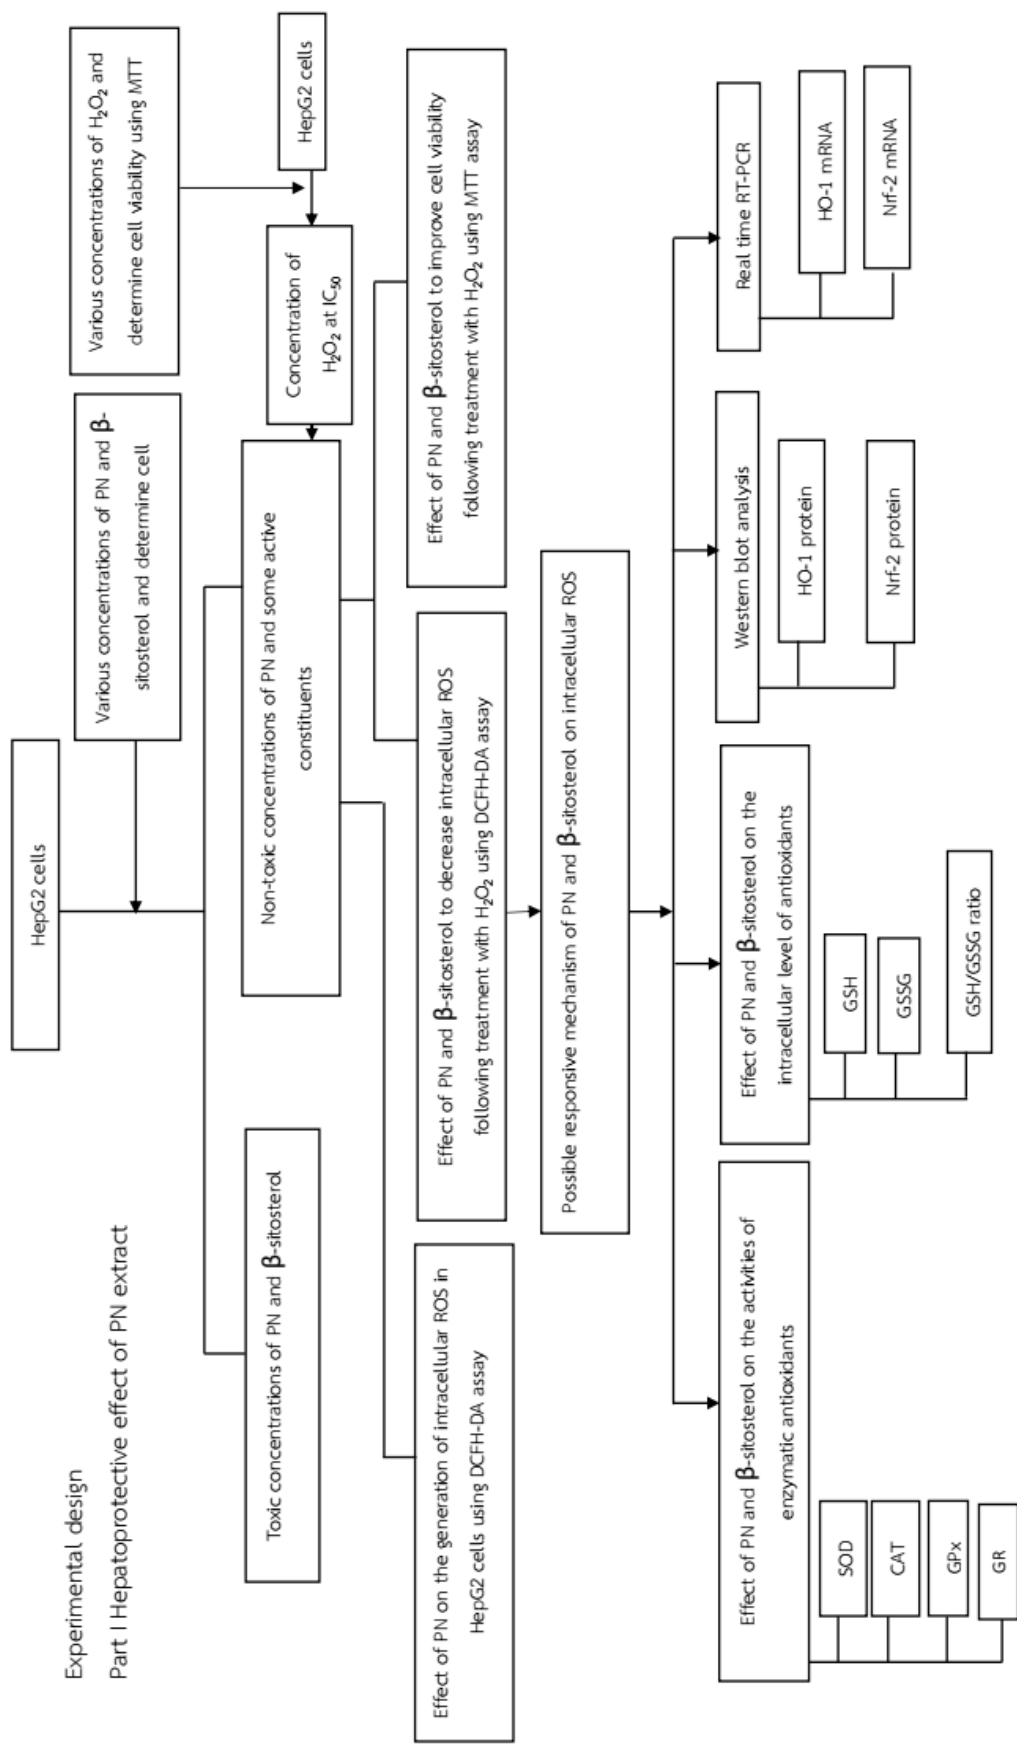 Experimental design
Part I Hepatoprotective effect of PN extract
HepG2 cells
Various concentrations of PN and β-
sitosterol and determine cell
Various concentrations of H₂O₂ and
determine cell viability using MTT
HepG2 cells
Toxic concentrations of PN and β-sitosterol
Non-toxic concentrations of PN and some active
constituents
Concentration of
H₂O₂ at IC₅₀
Effect of PN on the generation of intracellular ROS in
HepG2 cells using DCFH-DA assay
Effect of PN and β-sitosterol to decrease intracellular ROS
following treatment with H₂O₂ using DCFH-DA assay
Effect of PN and β-sitosterol to improve cell viability
following treatment with H₂O₂ using MTT assay
Possible responsive mechanism of PN and β-sitosterol on intracellular ROS
Effect of PN and β-sitosterol on the activities of
enzymatic antioxidants
SOD
CAT
GPx
GR
Effect of PN and β-sitosterol on the
intracellular level of antioxidants
GSH
GSSG
GSH/GSSG ratio
Western blot analysis
HO-1 protein
Nrf-2 protein
Real time RT-PCR
HO-1 mRNA
Nrf-2 mRNA